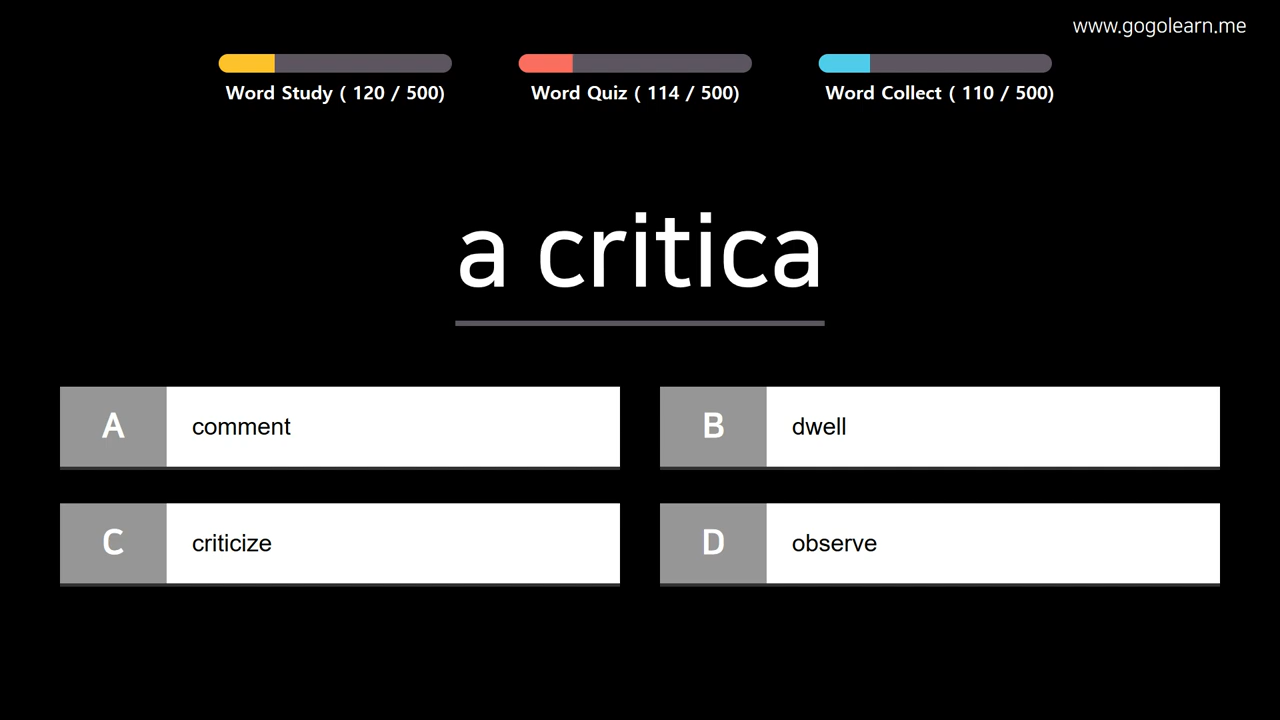 www.gogolearn.me
Word Study ( 120 / 500)
Word Quiz ( 114 / 500)
Word Collect ( 110 / 500)
a critica
A comment
B dwell
C criticize
D observe